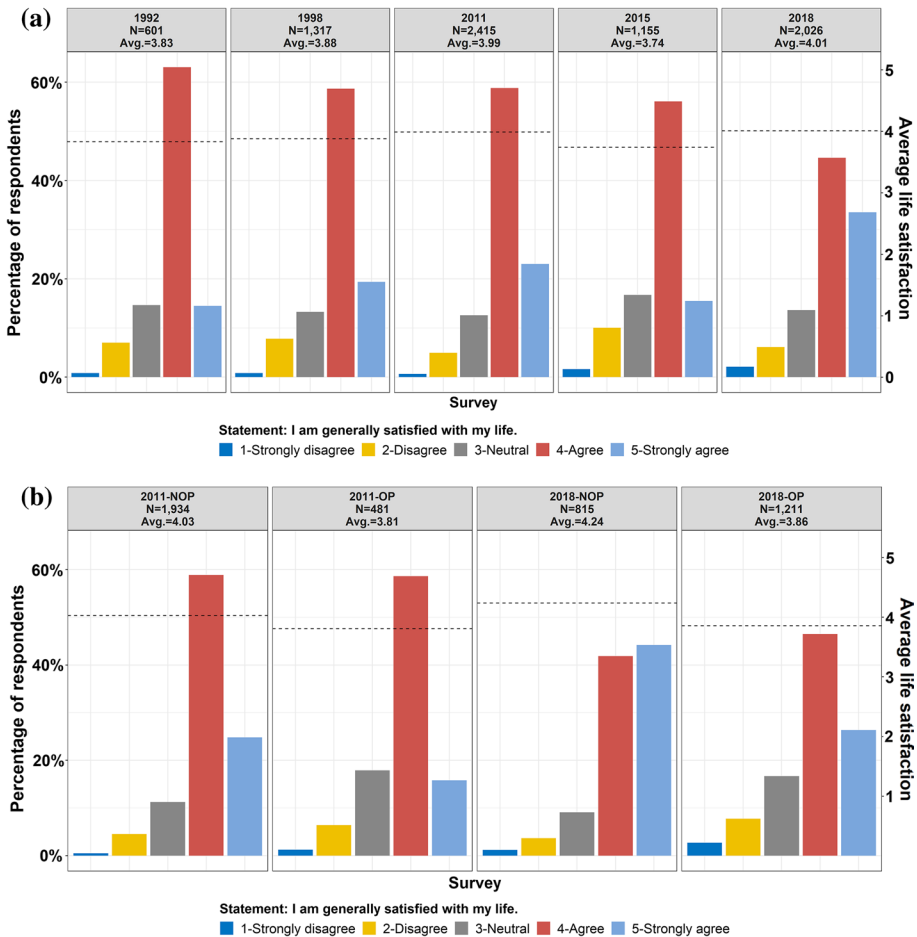 (a)
1992
N=601
Avg.=3.83
1998
N=1,317
Avg.=3.88
2011
N=2,415
Avg.=3.99
2015
N=1,155
Avg.=3.74
2018
N=2,026
Avg.=4.01
Percentage of respondents
60%
40%
20%
0%
5
4
3
2
1
0
Average life satisfaction
Survey
Statement: I am generally satisfied with my life.
1-Strongly disagree 2-Disagree 3-Neutral 4-Agree 5-Strongly agree
(b)
2011-NOP
N=1,934
Avg.=4.03
2011-OP
N=481
Avg.=3.81
2018-NOP
N=815
Avg.=4.24
2018-OP
N=1,211
Avg.=3.86
Percentage of respondents
60%
40%
20%
0%
5
4
3
2
1
Average life satisfaction
Survey
Statement: I am generally satisfied with my life.
1-Strongly disagree 2-Disagree 3-Neutral 4-Agree 5-Strongly agree